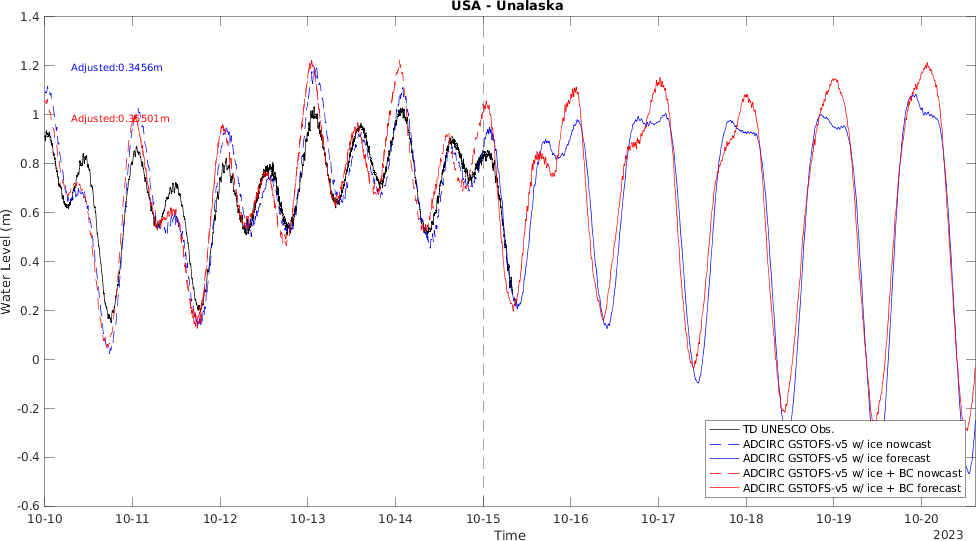 USA - Unalaska
1.4
1.2
1
0.8
0.6
0.4
0.2
0
-0.2
-0.4
-0.6
Water Level (m)
Adjusted:0.3456m
TD UNESCO Obs.
ADCIRC GSTOFS-v5 w/ ice nowcast
ADCIRC GSTOFS-v5 w/ ice forecast
ADCIRC GSTOFS-v5 w/ ice + BC nowcast
ADCIRC GSTOFS-v5 w/ ice + BC forecast
10-10 10-11 10-12 10-13 10-14 10-15 10-16 10-17 10-18 10-19 10-20
Time
2023